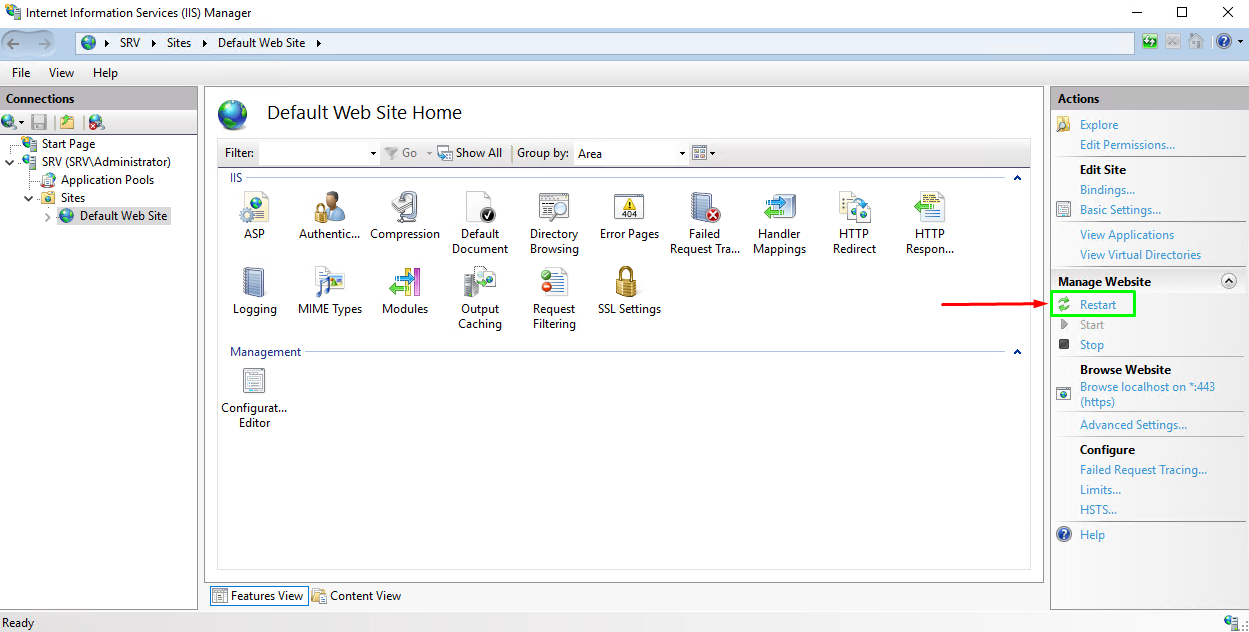 Internet Information Services (IIS) Manager
SRV
Sites
Default Web Site
File
View
Help
Connections
Start Page
SRV (SRV\Administrator)
Application Pools
Sites
Default Web Site
Default Web Site Home
Filter:
Go
Show All
Group by:
Area
IIS
ASP
Authentic...
Compression
Default
Document
Directory
Browsing
Error Pages
404
Failed
Request Tra...
Handler
Mappings
HTTP
Redirect
HTTP
Respon...
Logging
MIME Types
Modules
Output
Caching
Request
Filtering
SSL Settings
Management
Configurat...
Editor
Features View
Content View
Actions
Explore
Edit Permissions...
Edit Site
Bindings...
Basic Settings...
View Applications
View Virtual Directories
Manage Website
Restart
Start
Stop
Browse Website
Browse localhost on *:443
(https)
Advanced Settings...
Configure
Failed Request Tracing...
Limits...
HSTS...
Help
Ready